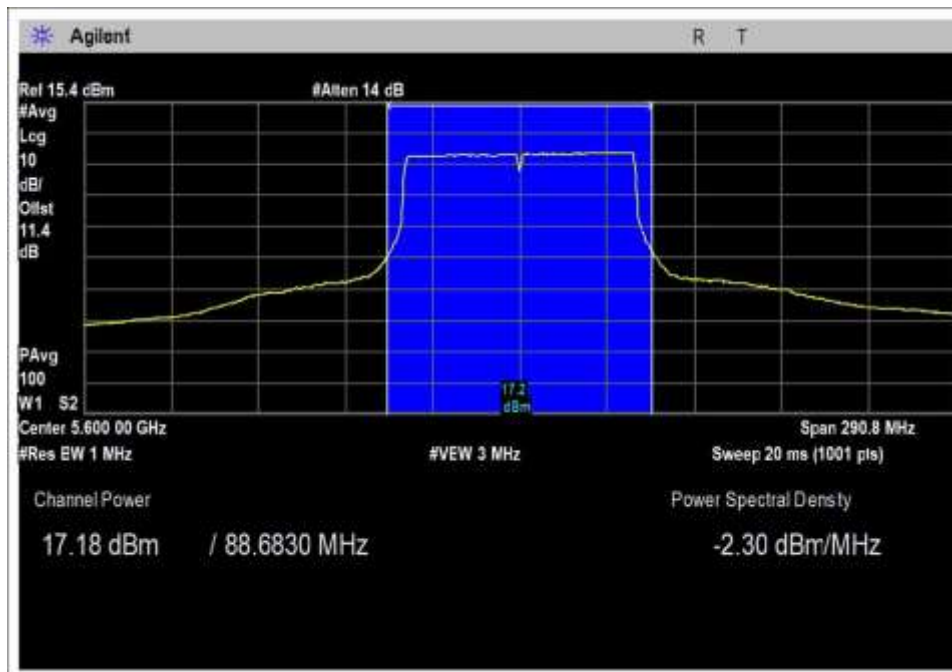 Agilent
R T
Ref 15.4 dBm #Atten 14 dB
#Avg
Log
10
dB/
Offst
11.4
dB
PAvg
100
W1 S2
17.2
dBm
Center 5.600 00 GHz Span 290.8 MHz
#Res BW 1 MHz #VBW 3 MHz Sweep 20 ms (1001 pts)
Channel Power Power Spectral Density
17.18 dBm / 88.6830 MHz -2.30 dBm/MHz